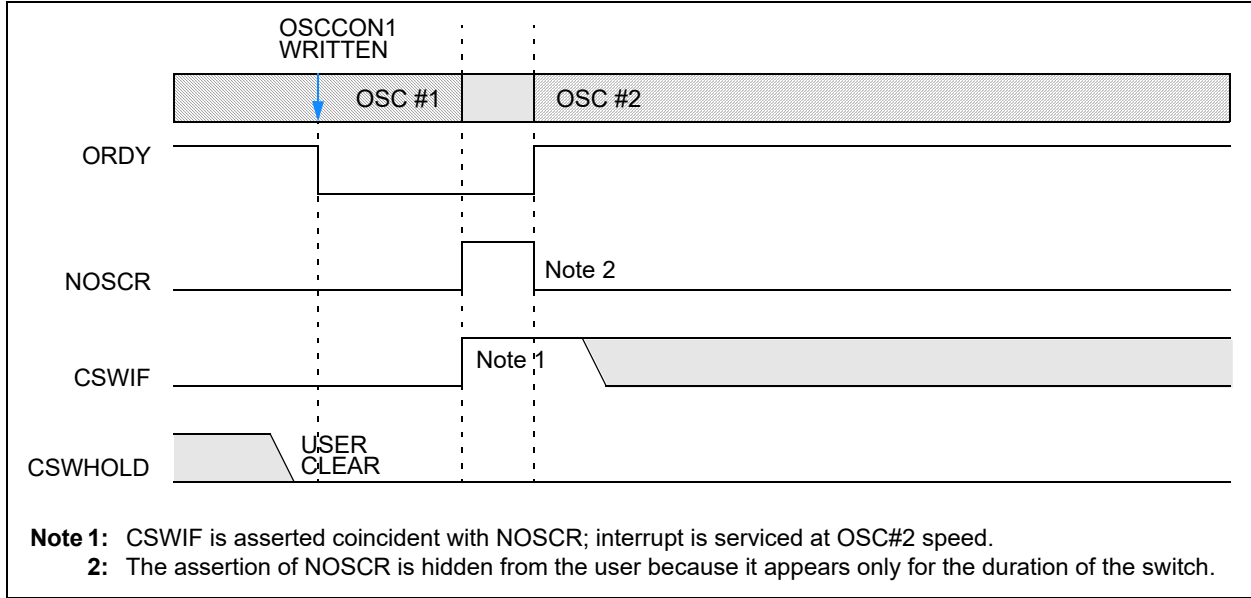 OSCCON1
WRITTEN
OSC #1
OSC #2
ORDY
NOSCR
Note 2
CSWIF
Note 1
CSWHOLD
USER
CLEAR
Note 1: CSWIF is asserted coincident with NOSCR; interrupt is serviced at OSC#2 speed.
2: The assertion of NOSCR is hidden from the user because it appears only for the duration of the switch.